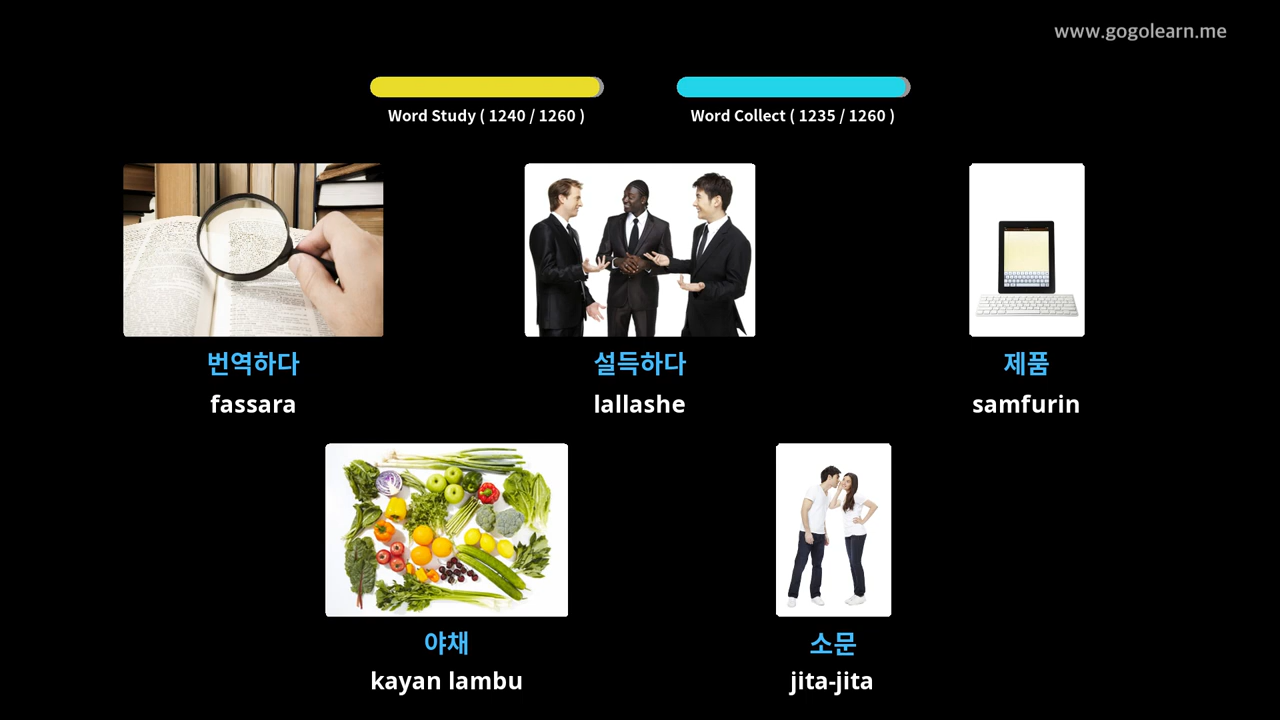 www.gogolearn.me
Word Study ( 1240 / 1260 )
Word Collect ( 1235 / 1260 )
번역하다
설득하다
제품
fassara
lallashe
samfurin
야채
소문
kayan lambu
jita-jita